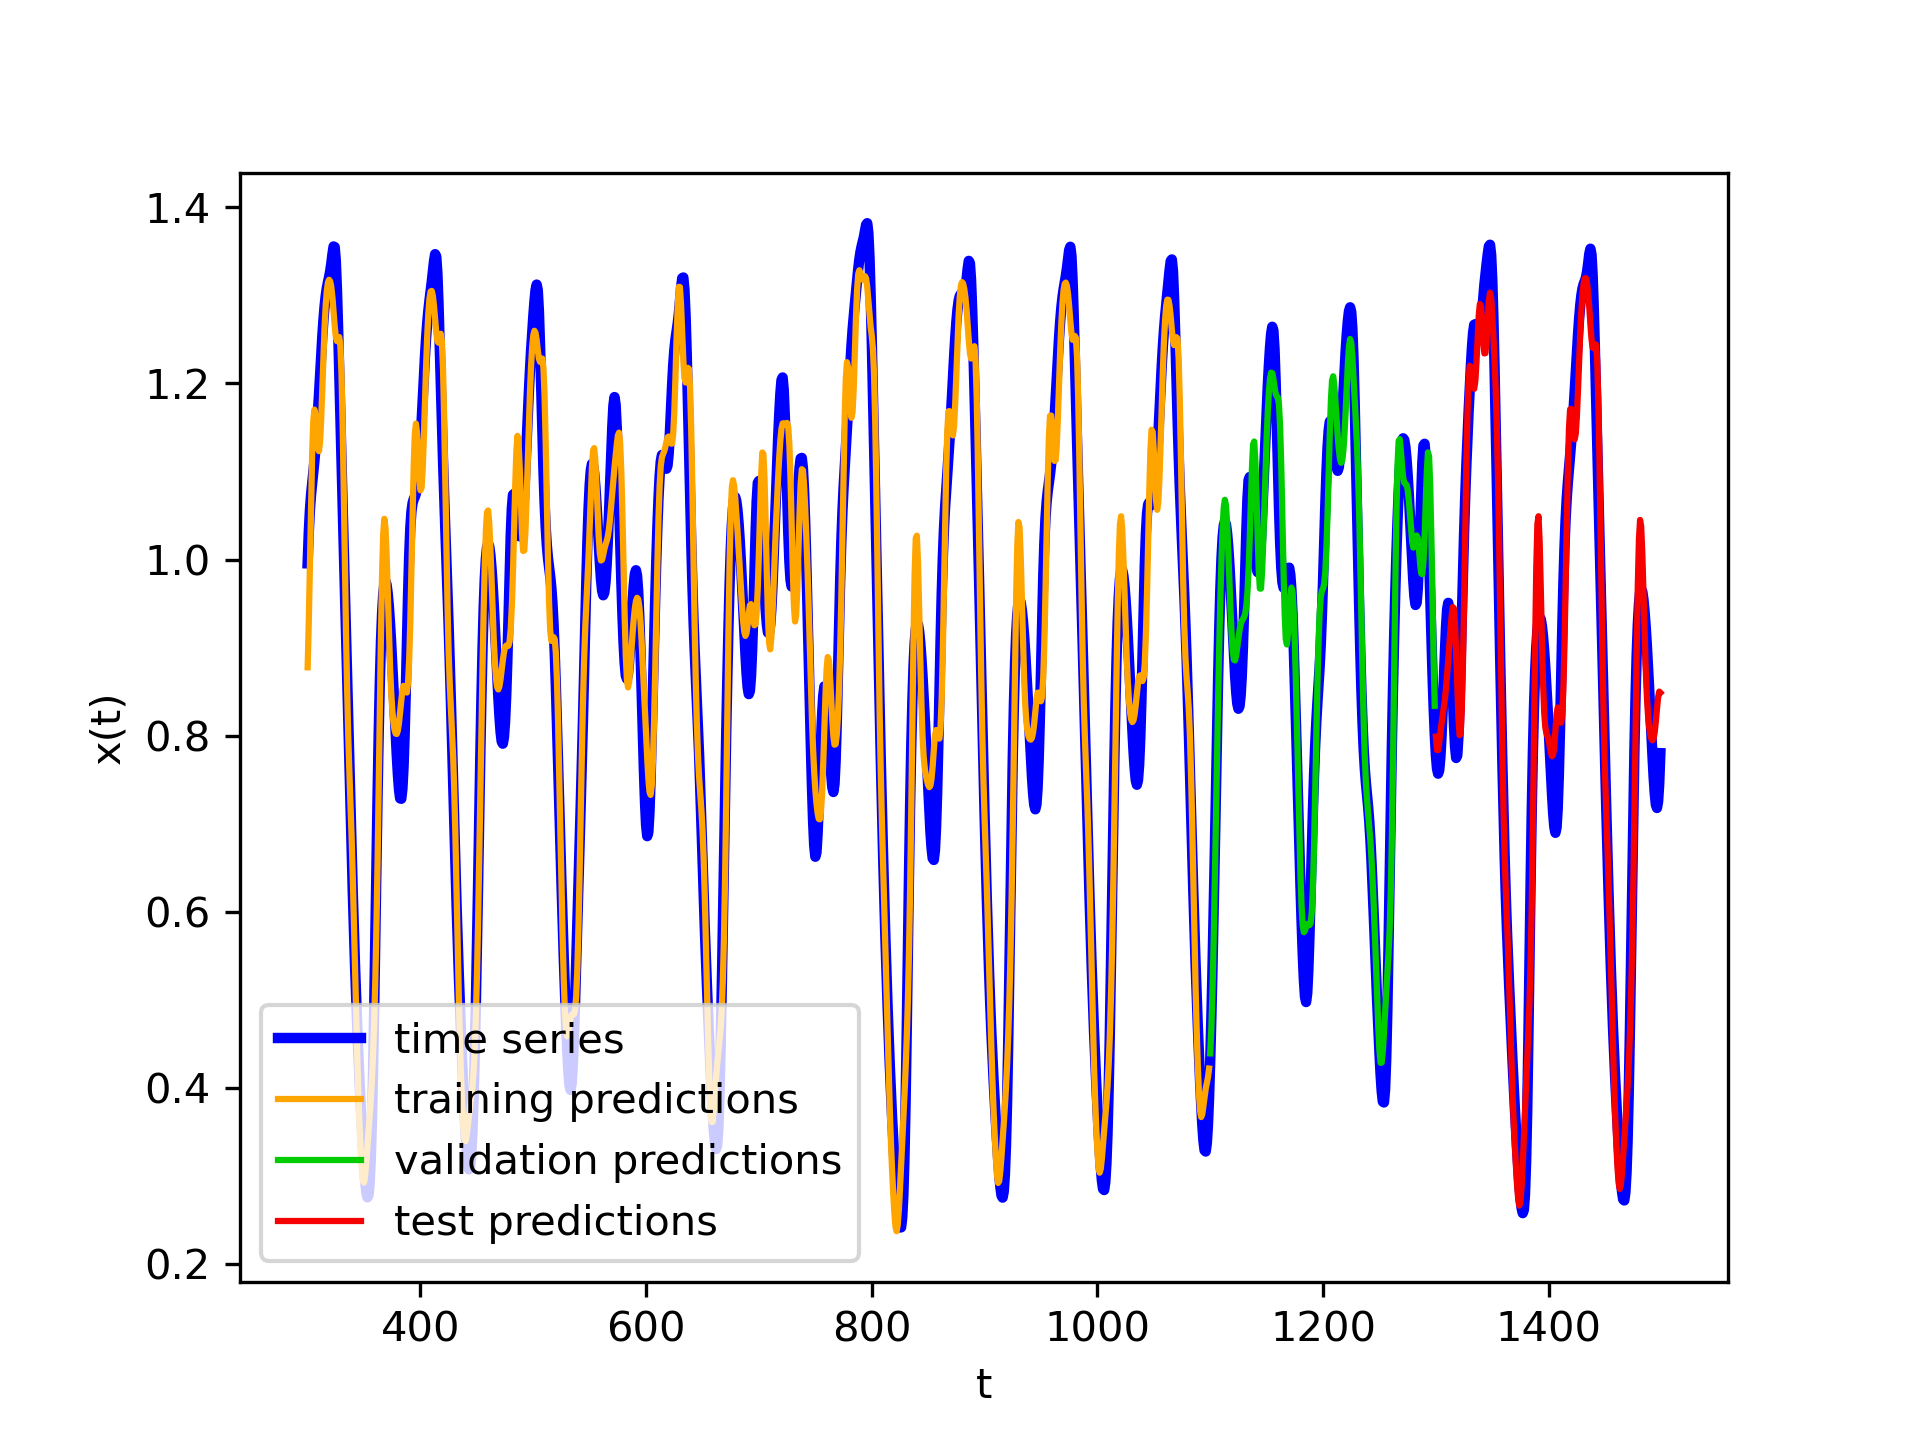 1.4
1.2
1.0
0.8
0.6
0.4
0.2
x(t)
time series
training predictions
validation predictions
test predictions
400 600 800 1000 1200 1400
t